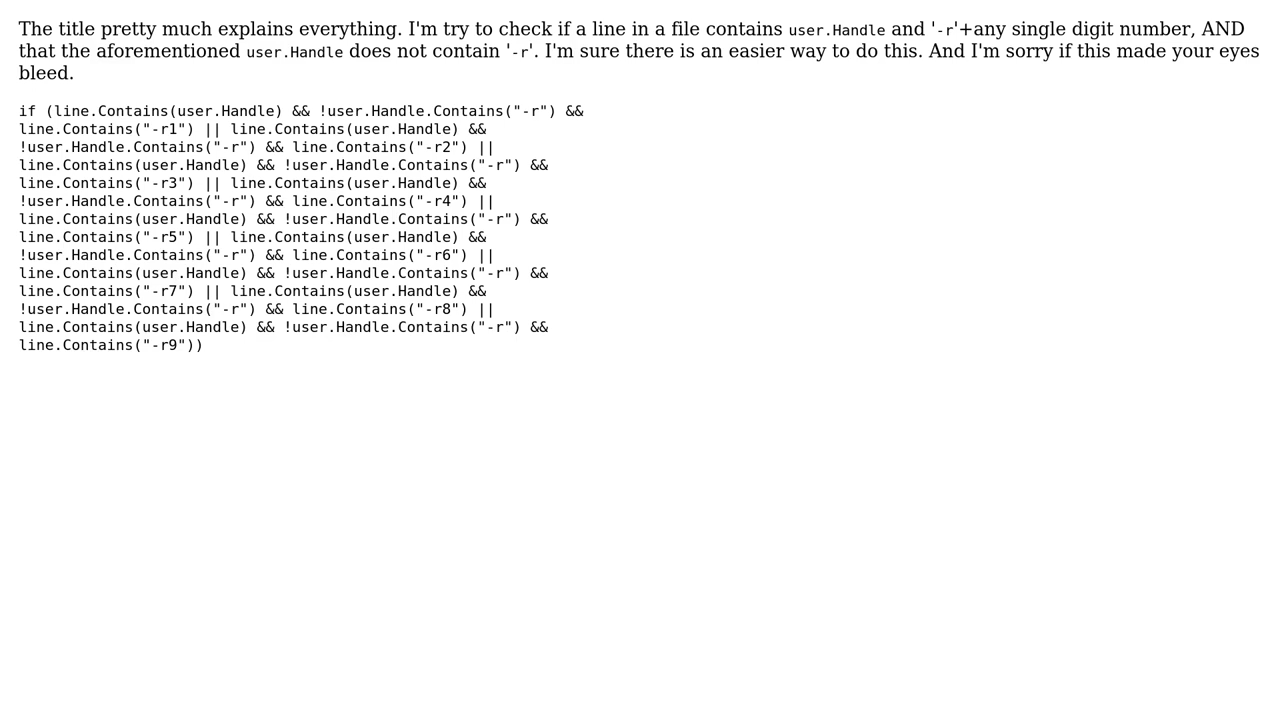 The title pretty much explains everything. I'm try to check if a line in a file contains user.Handle and '-r'+any single digit number, AND
that the aforementioned user.Handle does not contain '-r'. I'm sure there is an easier way to do this. And I'm sorry if this made your eyes
bleed.
if (line.Contains(user.Handle) && !user.Handle.Contains("-r") &&
line.Contains("-r1") || line.Contains(user.Handle) &&
!user.Handle.Contains("-r") && line.Contains("-r2") ||
line.Contains(user.Handle) && !user.Handle.Contains("-r") &&
line.Contains("-r3") || line.Contains(user.Handle) &&
!user.Handle.Contains("-r") && line.Contains("-r4") ||
line.Contains(user.Handle) && !user.Handle.Contains("-r") &&
line.Contains("-r5") || line.Contains(user.Handle) &&
!user.Handle.Contains("-r") && line.Contains("-r6") ||
line.Contains(user.Handle) && !user.Handle.Contains("-r") &&
line.Contains("-r7") || line.Contains(user.Handle) &&
!user.Handle.Contains("-r") && line.Contains("-r8") ||
line.Contains(user.Handle) && !user.Handle.Contains("-r") &&
line.Contains("-r9"))